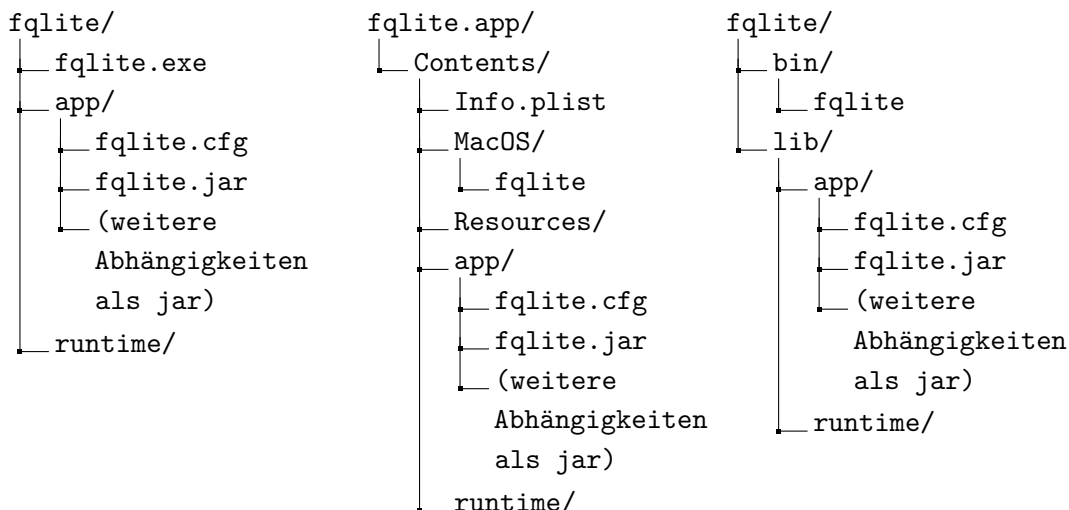 fqlite/
fqlite.exe
app/
fqlite.cfg
fqlite.jar
(weitere
Abhängigkeiten
als jar)
runtime/
fqlite.app/
Contents/
Info.plist
MacOS/
fqlite
Resources/
app/
fqlite.cfg
fqlite.jar
(weitere
Abhängigkeiten
als jar)
runtime/
fqlite/
bin/
fqlite
lib/
app/
fqlite.cfg
fqlite.jar
(weitere
Abhängigkeiten
als jar)
runtime/